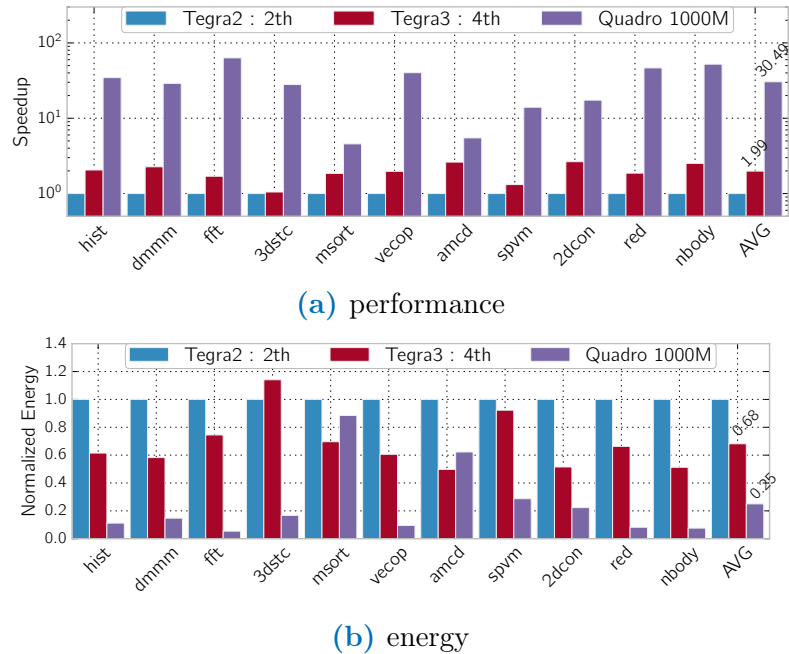 Tegra2 : 2th Tegra3 : 4th Quadro 1000M
Speedup
10²
10¹
10⁰
30.49
1.99
hist dmmm fft 3dstc msort vecop amcd spvm 2dcon red nbody AVG
(a) performance
Tegra2 : 2th Tegra3 : 4th Quadro 1000M
Normalized Energy
1.4
1.2
1.0
0.8
0.6
0.4
0.2
0.0
0.68
0.25
hist dmmm fft 3dstc msort vecop amcd spvm 2dcon red nbody AVG
(b) energy